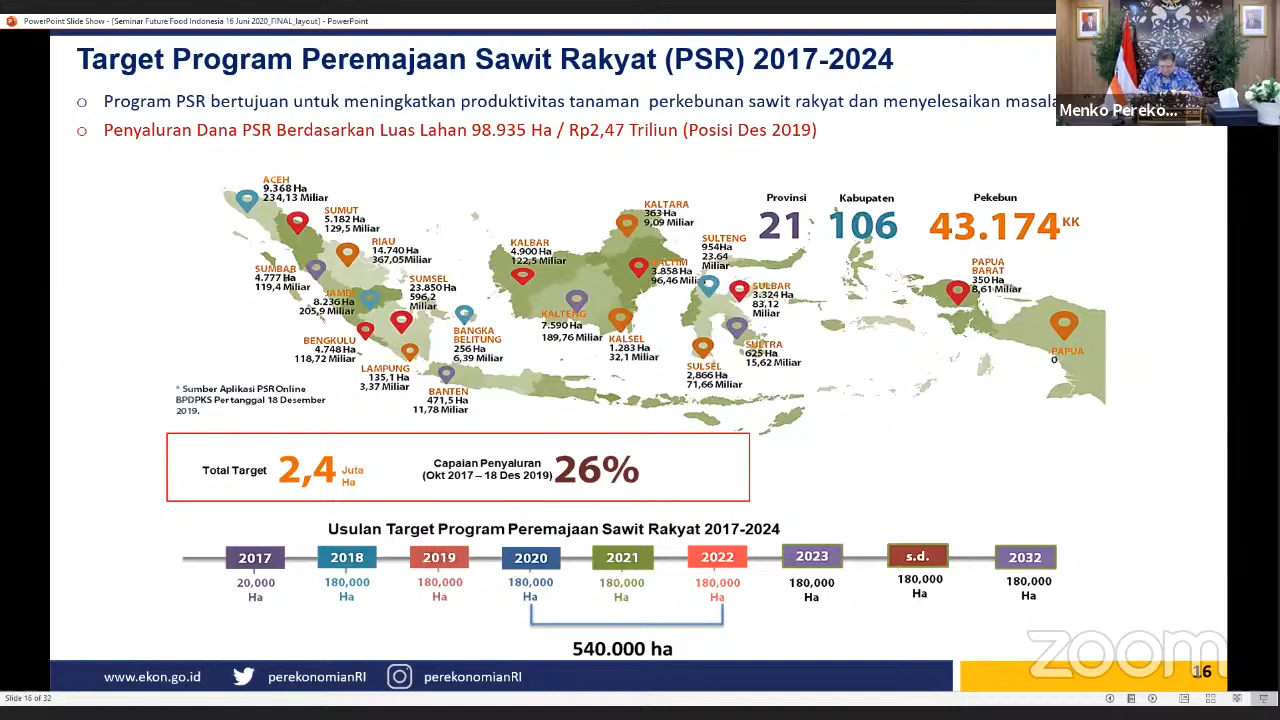 PowerPoint Slide Show - [Seminar Future Food Indonesia 16 Juni 2020_FINAL_layout] - PowerPoint
Target Program Peremajaan Sawit Rakyat (PSR) 2017-2024
Menko Pereko...
o Program PSR bertujuan untuk meningkatkan produktivitas tanaman perkebunan sawit rakyat dan menyelesaikan masala
o Penyaluran Dana PSR Berdasarkan Luas Lahan 98.935 Ha / Rp2,47 Triliun (Posisi Des 2019)
ACEH
9.368 Ha
234,13 Miliar
SUMUT
5.182 Ha
129,5 Miliar
RIAU
14.740 Ha
367,05Miliar
SUMBAR
4.777 Ha
119,4 Miliar
JAMBI
8.236 Ha
205,9 Miliar
SUMSEL
23.850 Ha
596,2
Miliar
BENGKULU
4.748 Ha
118,72 Miliar
LAMPUNG
135,1 Ha
3,37 Miliar
BANGKA
BELITUNG
256 Ha
6,39 Miliar
BANTEN
471,5 Ha
11,78 Miliar
KALBAR
4.900 Ha
122,5 Miliar
KALTENG
7.590 Ha
189,76 Miliar
KALSEL
1.283 Ha
32,1 Miliar
KALTARA
363 Ha
9,09 Miliar
KALTIM
3.858 Ha
96,46 Miliar
SULTENG
954Ha
23.64
Miliar
SULBAR
3.324 Ha
83,12
Miliar
SULTRA
625 Ha
15,62 Miliar
SULSEL
2,866 Ha
71,66 Miliar
PAPUA
BARAT
350 Ha
8,61 Miliar
PAPUA
0
Provinsi
21
Kabupaten
106
Pekebun
43.174 KK
* Sumber Aplikasi PSR Online
BPDPKS Pertanggal 18 Desember
2019.
Total Target 2,4 Juta
Ha
Capaian Penyaluran
(Okt 2017 – 18 Des 2019) 26%
Usulan Target Program Peremajaan Sawit Rakyat 2017-2024
2017 2018 2019 2020 2021 2022 2023 s.d. 2032
20,000 180,000 180,000 180,000 180,000 180,000 180,000 180,000 180,000
Ha Ha Ha Ha Ha Ha Ha Ha Ha
540.000 ha
zoom
www.ekon.go.id perekonomianRI perekonomianRI 16
Slide 16 of 32